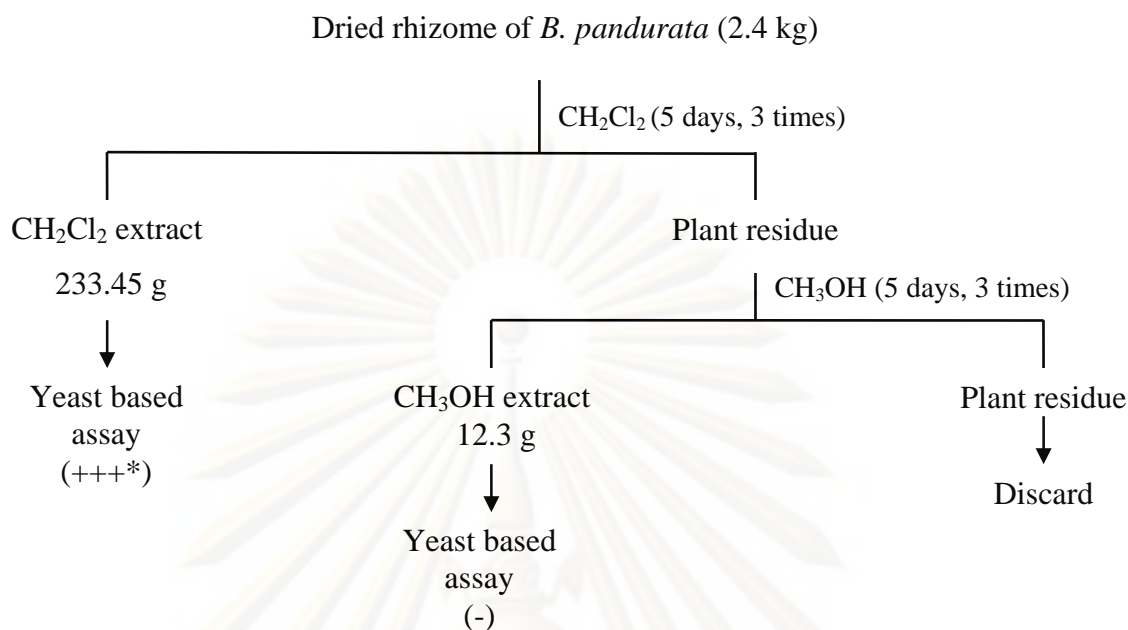 Dried rhizome of B. pandurata (2.4 kg)
CH₂Cl₂ (5 days, 3 times)
CH₂Cl₂ extract
233.45 g
Plant residue
CH₃OH (5 days, 3 times)
Yeast based
assay
(+++*)
CH₃OH extract
12.3 g
Plant residue
Discard
Yeast based
assay
(-)